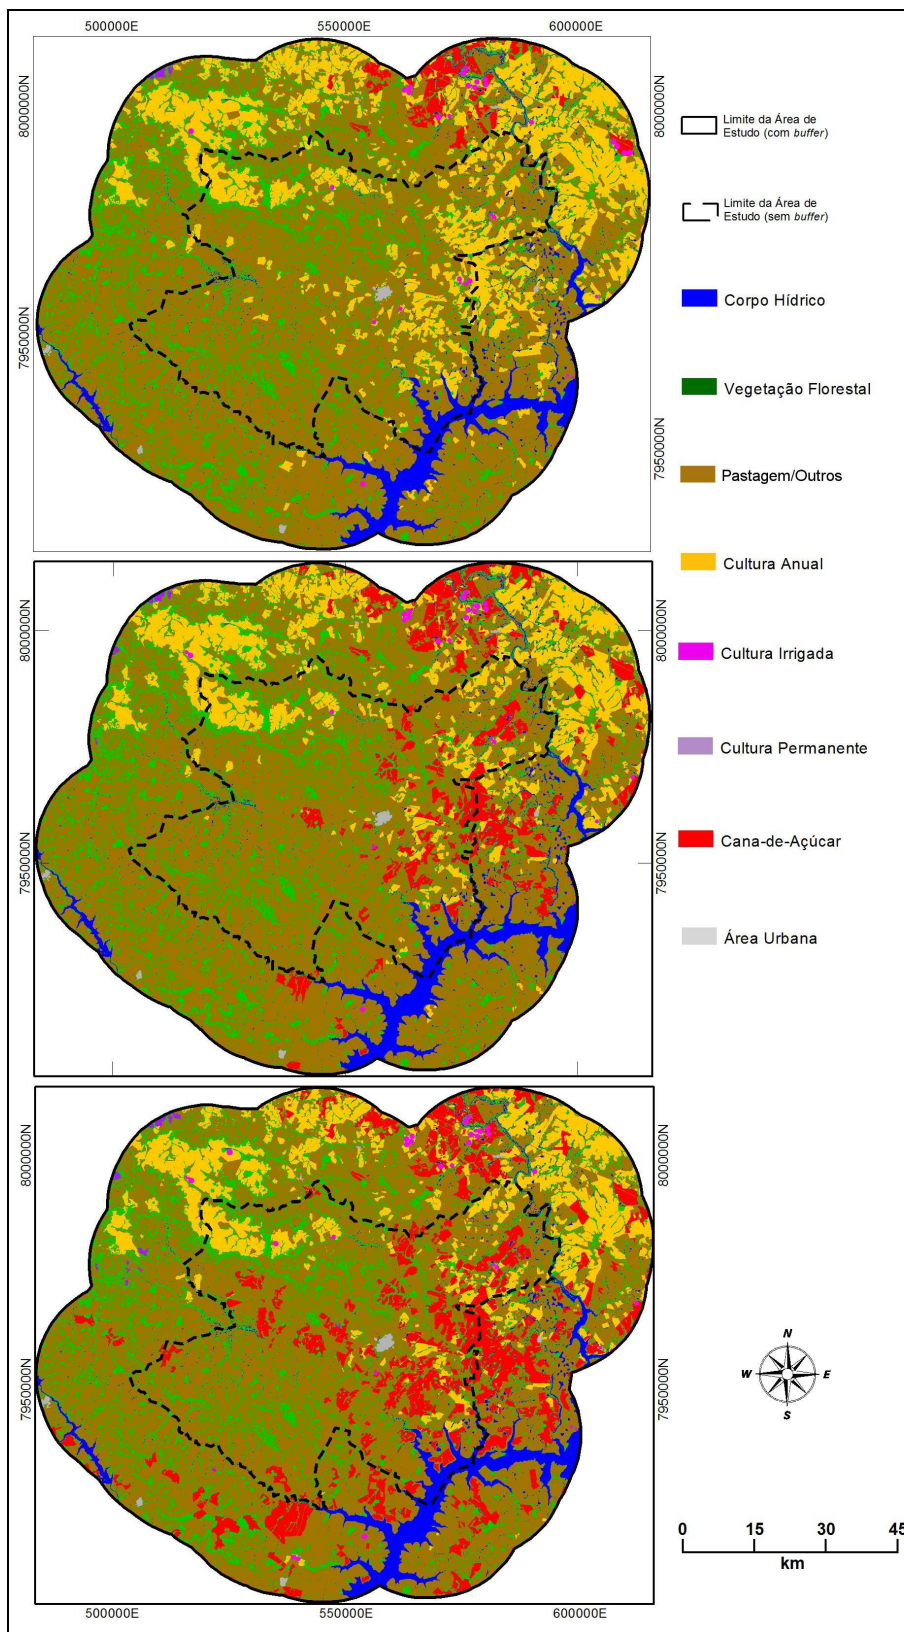 500000E 550000E 600000E
8000000N
7950000N
8000000N
7950000N
Limite da Área de
Estudo (com buffer)
Limite da Área de
Estudo (sem buffer)
Corpo Hídrico
Vegetação Florestal
Pastagem/Outros
Cultura Anual
Cultura Irrigada
Cultura Permanente
Cana-de-Açúcar
Área Urbana
8000000N
7950000N
8000000N
7950000N
8000000N
7950000N
N
W E
S
0 15 30 45
km
500000E 550000E 600000E